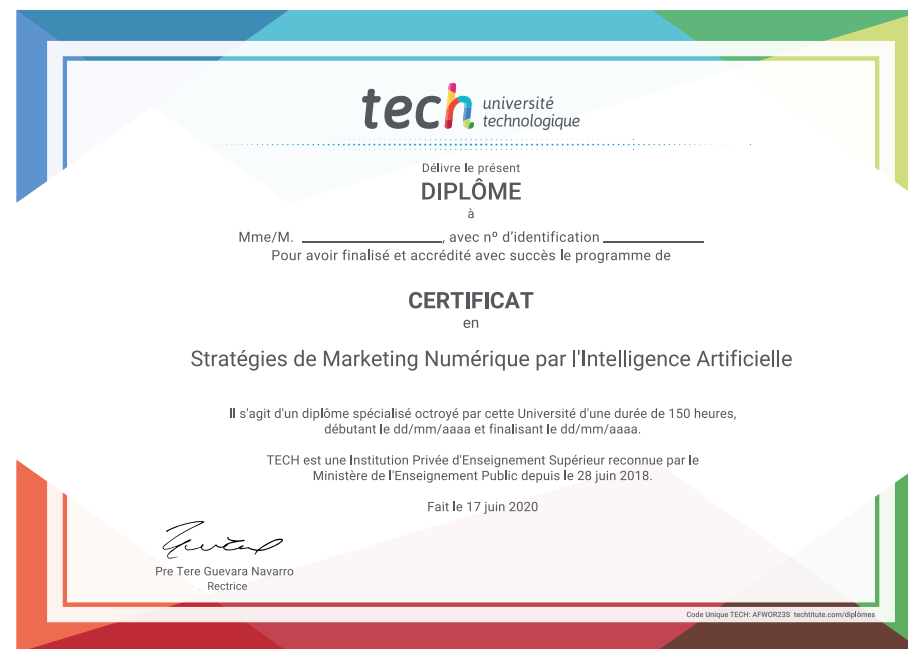 tech université
technologique
Délivre le présent
DIPLÔME
à
Mme/M. ____________, avec nº d'identification ____________
Pour avoir finalisé et accrédité avec succès le programme de
CERTIFICAT
en
Stratégies de Marketing Numérique par l'Intelligence Artificielle
Il s'agit d'un diplôme spécialisé octroyé par cette Université d'une durée de 150 heures,
débutant le dd/mm/aaaa et finalisant le dd/mm/aaaa.
TECH est une Institution Privée d'Enseignement Supérieur reconnue par le
Ministère de l'Enseignement Public depuis le 28 juin 2018.
Fait le 17 juin 2020
Pre Tere Guevara Navarro
Rectrice
Code Unique TECH: AFWOR23S techtitute.com/diplômes